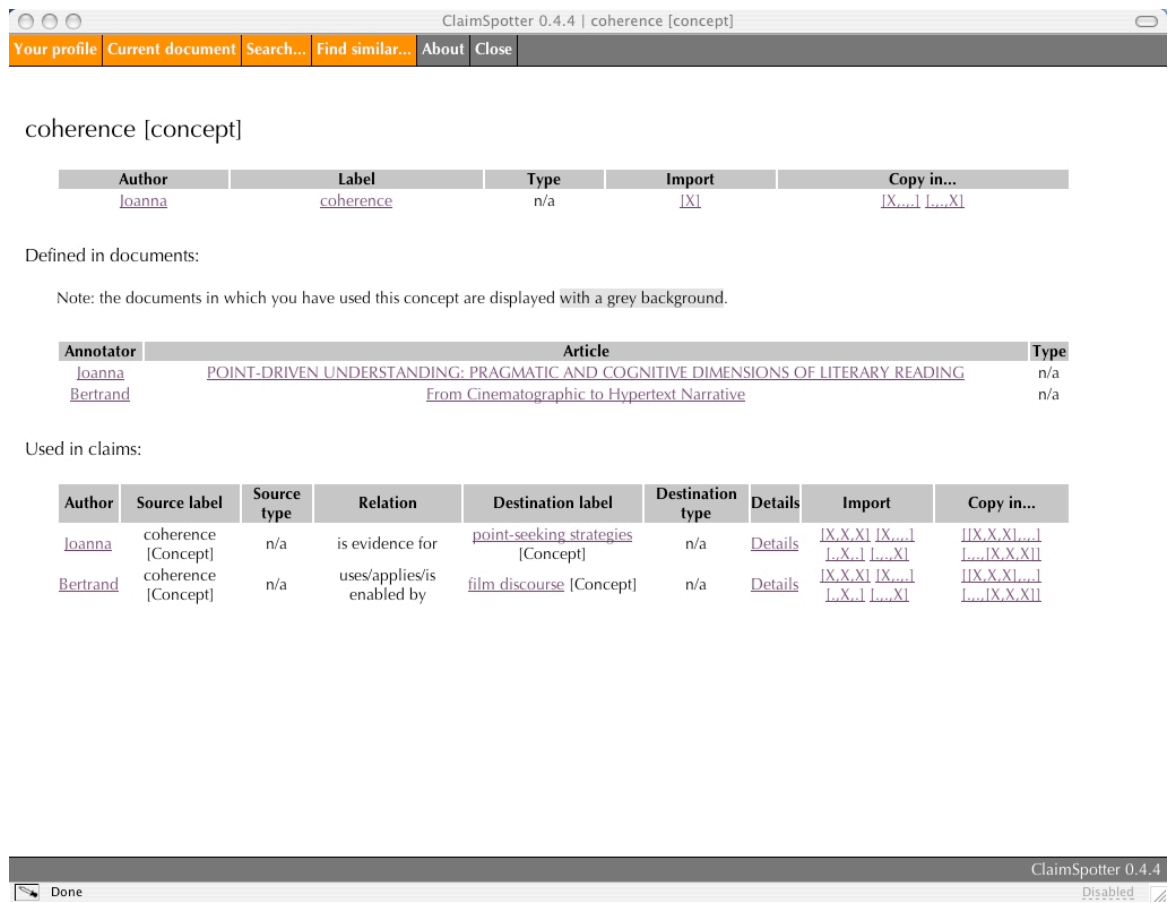 ClaimSpotter 0.4.4 | coherence [concept]
Your profile Current document Search... Find similar... About Close
coherence [concept]
Author Label Type Import Copy in...
Joanna coherence n/a [X] [X,.,.] [.,.,X]
Defined in documents:
Note: the documents in which you have used this concept are displayed with a grey background.
Annotator Article Type
Joanna POINT-DRIVEN UNDERSTANDING: PRAGMATIC AND COGNITIVE DIMENSIONS OF LITERARY READING n/a
Bertrand From Cinematographic to Hypertext Narrative n/a
Used in claims:
Author Source label Source type Relation Destination label Destination type Details Import Copy in...
Joanna coherence [Concept] n/a is evidence for point-seeking strategies [Concept] n/a Details [X,X,X] [X,.,.] [.,X,.] [.,.,X] [[X,X,X],.,.] [.,.,[X,X,X]]
Bertrand coherence [Concept] n/a uses/applies/is enabled by film discourse [Concept] n/a Details [X,X,X] [X,.,.] [.,X,.] [.,.,X] [[X,X,X],.,.] [.,.,[X,X,X]]
ClaimSpotter 0.4.4
Done Disabled